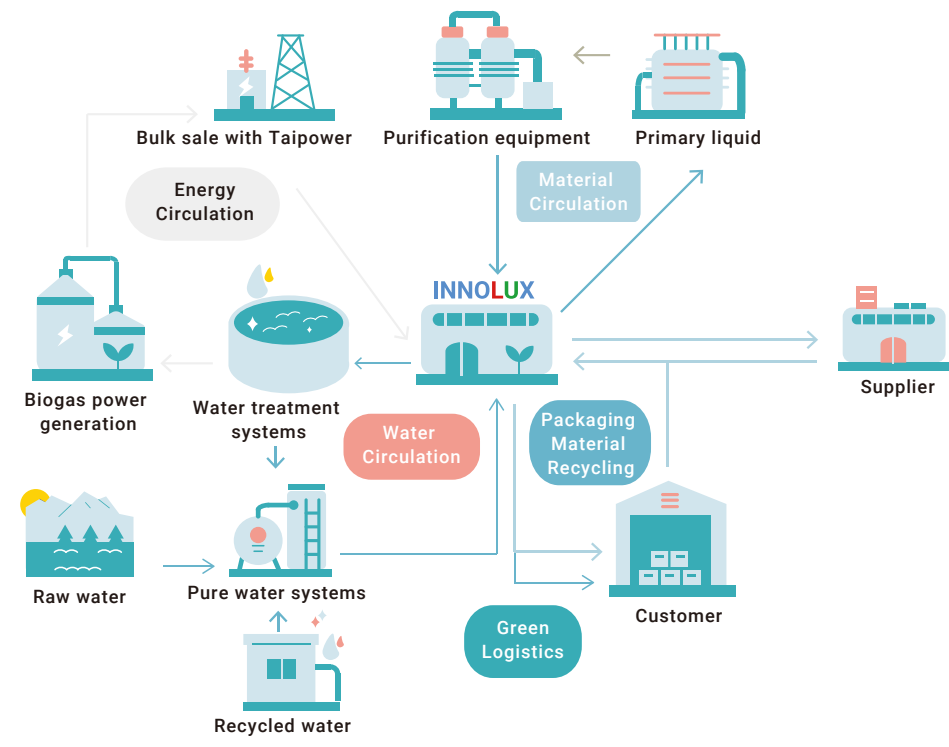 Bulk sale with Taipower
Purification equipment
Primary liquid
Energy
Circulation
Material
Circulation
INNOLUX
Biogas power
generation
Water treatment
systems
Supplier
Water
Circulation
Packaging
Material
Recycling
Raw water
Pure water systems
Customer
Green
Logistics
Recycled water